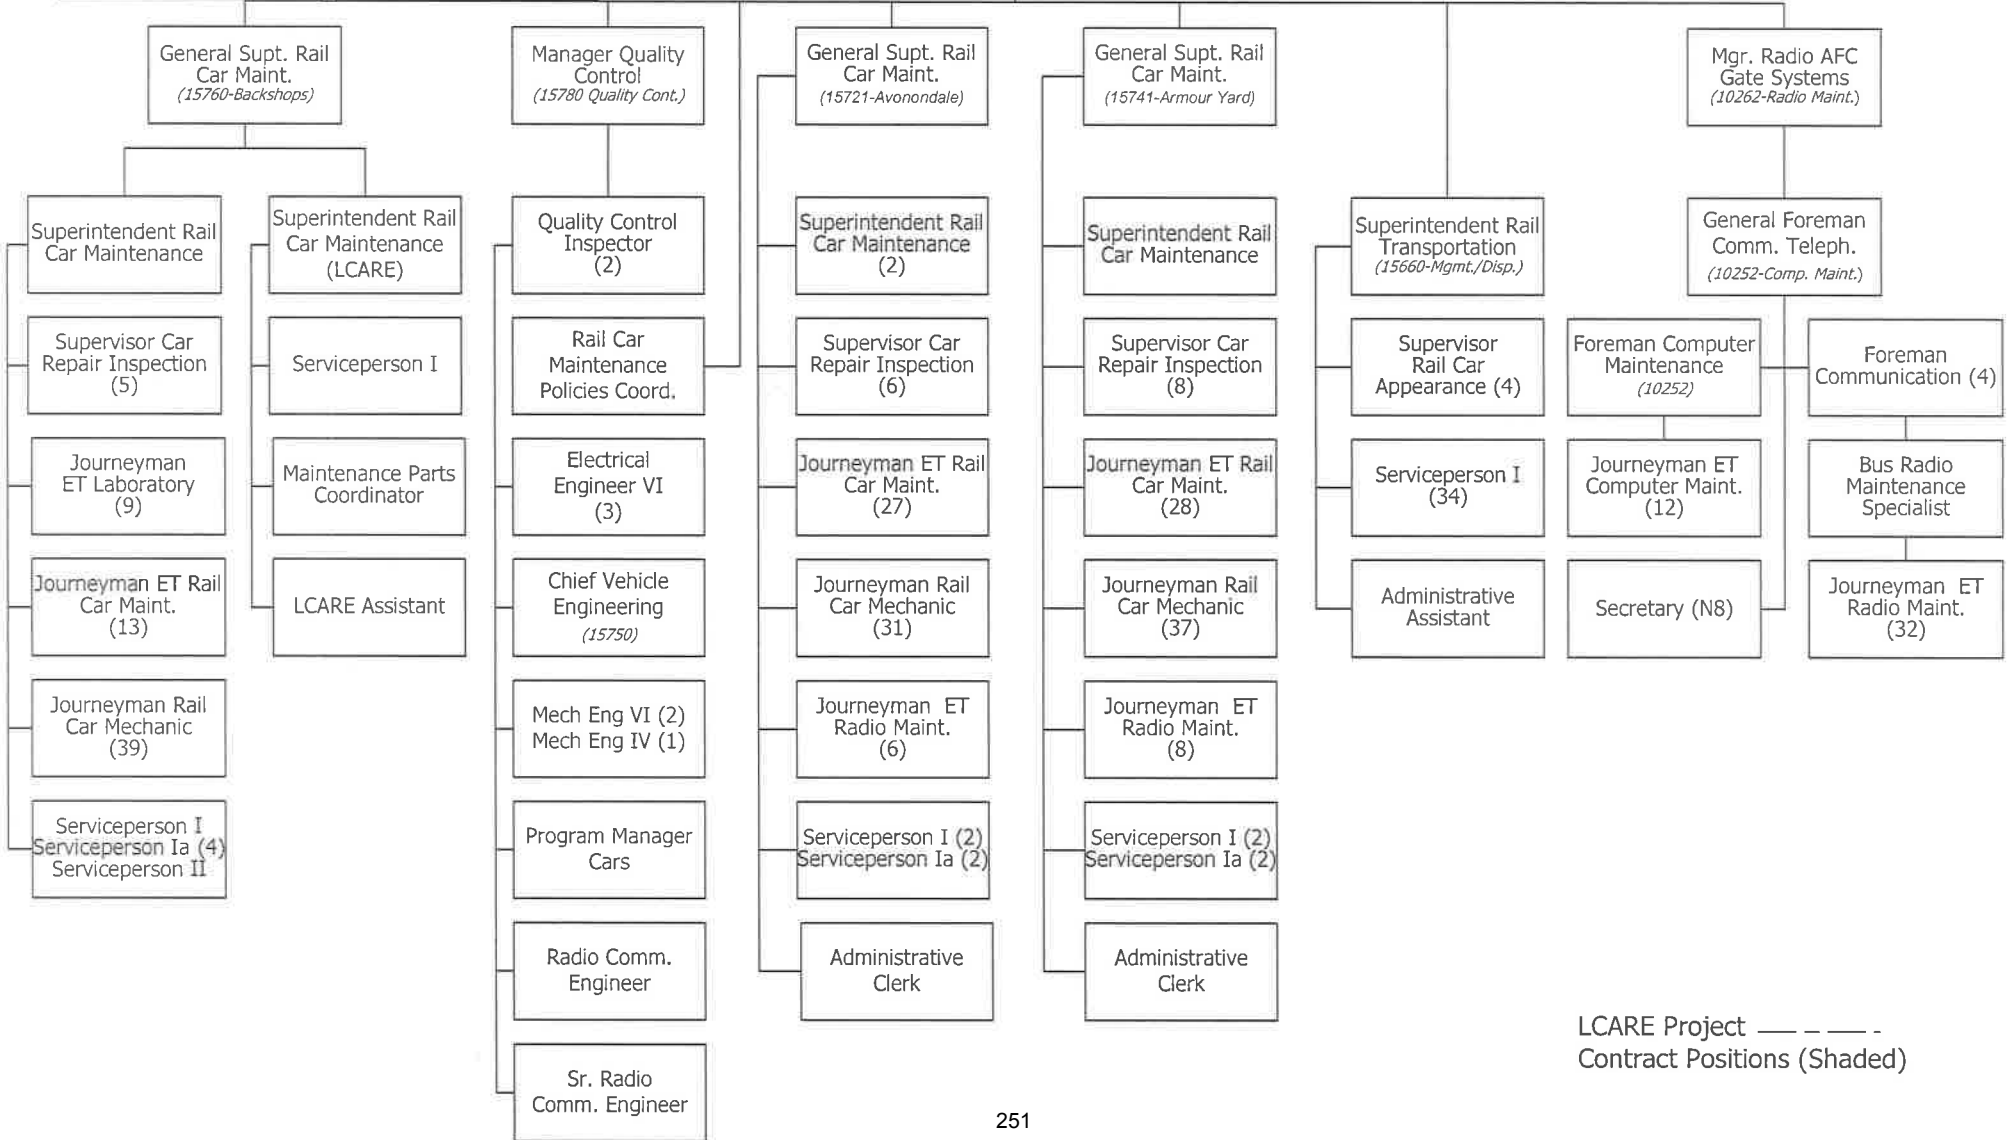 General Supt. Rail
Car Maint.
(15760-Backshops)
Manager Quality
Control
(15780 Quality Cont.)
General Supt. Rail
Car Maint.
(15721-Avonondale)
General Supt. Rail
Car Maint.
(15741-Armour Yard)
Mgr. Radio AFC
Gate Systems
(10262-Radio Maint.)
Superintendent Rail
Car Maintenance
Superintendent Rail
Car Maintenance
(LCARE)
Quality Control
Inspector
(2)
Superintendent Rail
Car Maintenance
(2)
Superintendent Rail
Car Maintenance
Superintendent Rail
Transportation
(15660-Mgmt./Disp.)
General Foreman
Comm. Teleph.
(10252-Comp. Maint.)
Supervisor Car
Repair Inspection
(5)
Serviceperson I
Rail Car
Maintenance
Policies Coord.
Supervisor Car
Repair Inspection
(6)
Supervisor Car
Repair Inspection
(8)
Supervisor
Rail Car
Appearance (4)
Foreman Computer
Maintenance
(10252)
Foreman
Communication (4)
Journeyman
ET Laboratory
(9)
Maintenance Parts
Coordinator
Electrical
Engineer VI
(3)
Journeyman ET Rail
Car Maint.
(27)
Journeyman ET Rail
Car Maint.
(28)
Serviceperson I
(34)
Journeyman ET
Computer Maint.
(12)
Bus Radio
Maintenance
Specialist
Journeyman ET Rail
Car Maint.
(13)
LCARE Assistant
Chief Vehicle
Engineering
(15750)
Journeyman Rail
Car Mechanic
(31)
Journeyman Rail
Car Mechanic
(37)
Administrative
Assistant
Secretary (N8)
Journeyman ET
Radio Maint.
(32)
Journeyman Rail
Car Mechanic
(39)
Mech Eng VI (2)
Mech Eng IV (1)
Journeyman ET
Radio Maint.
(6)
Journeyman ET
Radio Maint.
(8)
Serviceperson I
Serviceperson Ia (4)
Serviceperson II
Program Manager
Cars
Serviceperson I (2)
Serviceperson Ia (2)
Serviceperson I (2)
Serviceperson Ia (2)
Radio Comm.
Engineer
Administrative
Clerk
Administrative
Clerk
Sr. Radio
Comm. Engineer
LCARE Project
Contract Positions (Shaded)
251